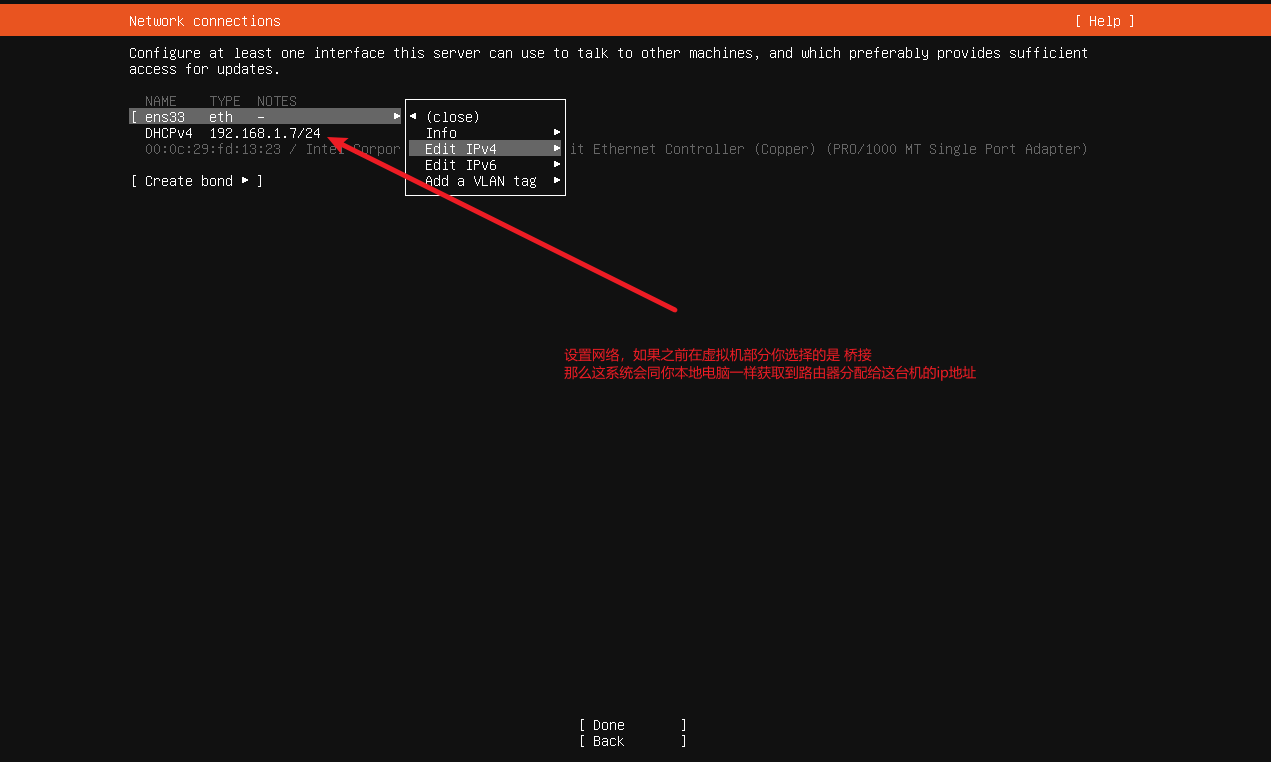 Network connections [ Help ]
Configure at least one interface this server can use to talk to other machines, and which preferably provides sufficient
access for updates.
NAME TYPE NOTES
[ ens33 eth – ▸ ◂ (close)
DHCPv4 192.168.1.7/24 Info ▸
00:0c:29:fd:13:23 / Intel Corpor Edit IPv4 ▸ it Ethernet Controller (Copper) (PRO/1000 MT Single Port Adapter)
Edit IPv6 ▸
[ Create bond ▸ ] Add a VLAN tag ▸
设置网络，如果之前在虚拟机部分你选择的是 桥接
那么这系统会同你本地电脑一样获取到路由器分配给这台机的ip地址
[ Done ]
[ Back ]